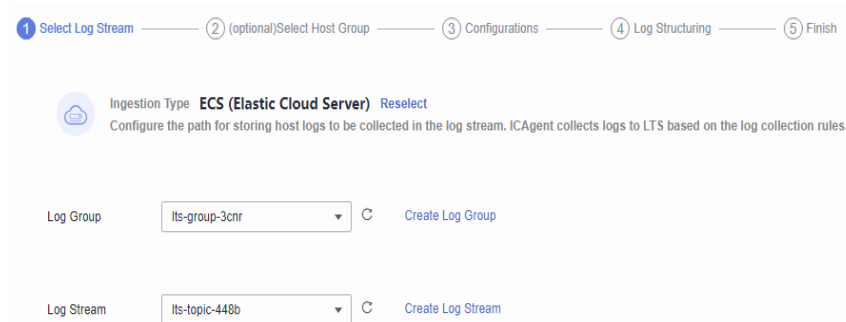 1 Select Log Stream 2 (optional)Select Host Group 3 Configurations 4 Log Structuring 5 Finish
Ingestion Type ECS (Elastic Cloud Server) Reselect
Configure the path for storing host logs to be collected in the log stream. ICAgent collects logs to LTS based on the log collection rules.
Log Group lts-group-3cnr Create Log Group
Log Stream lts-topic-448b Create Log Stream